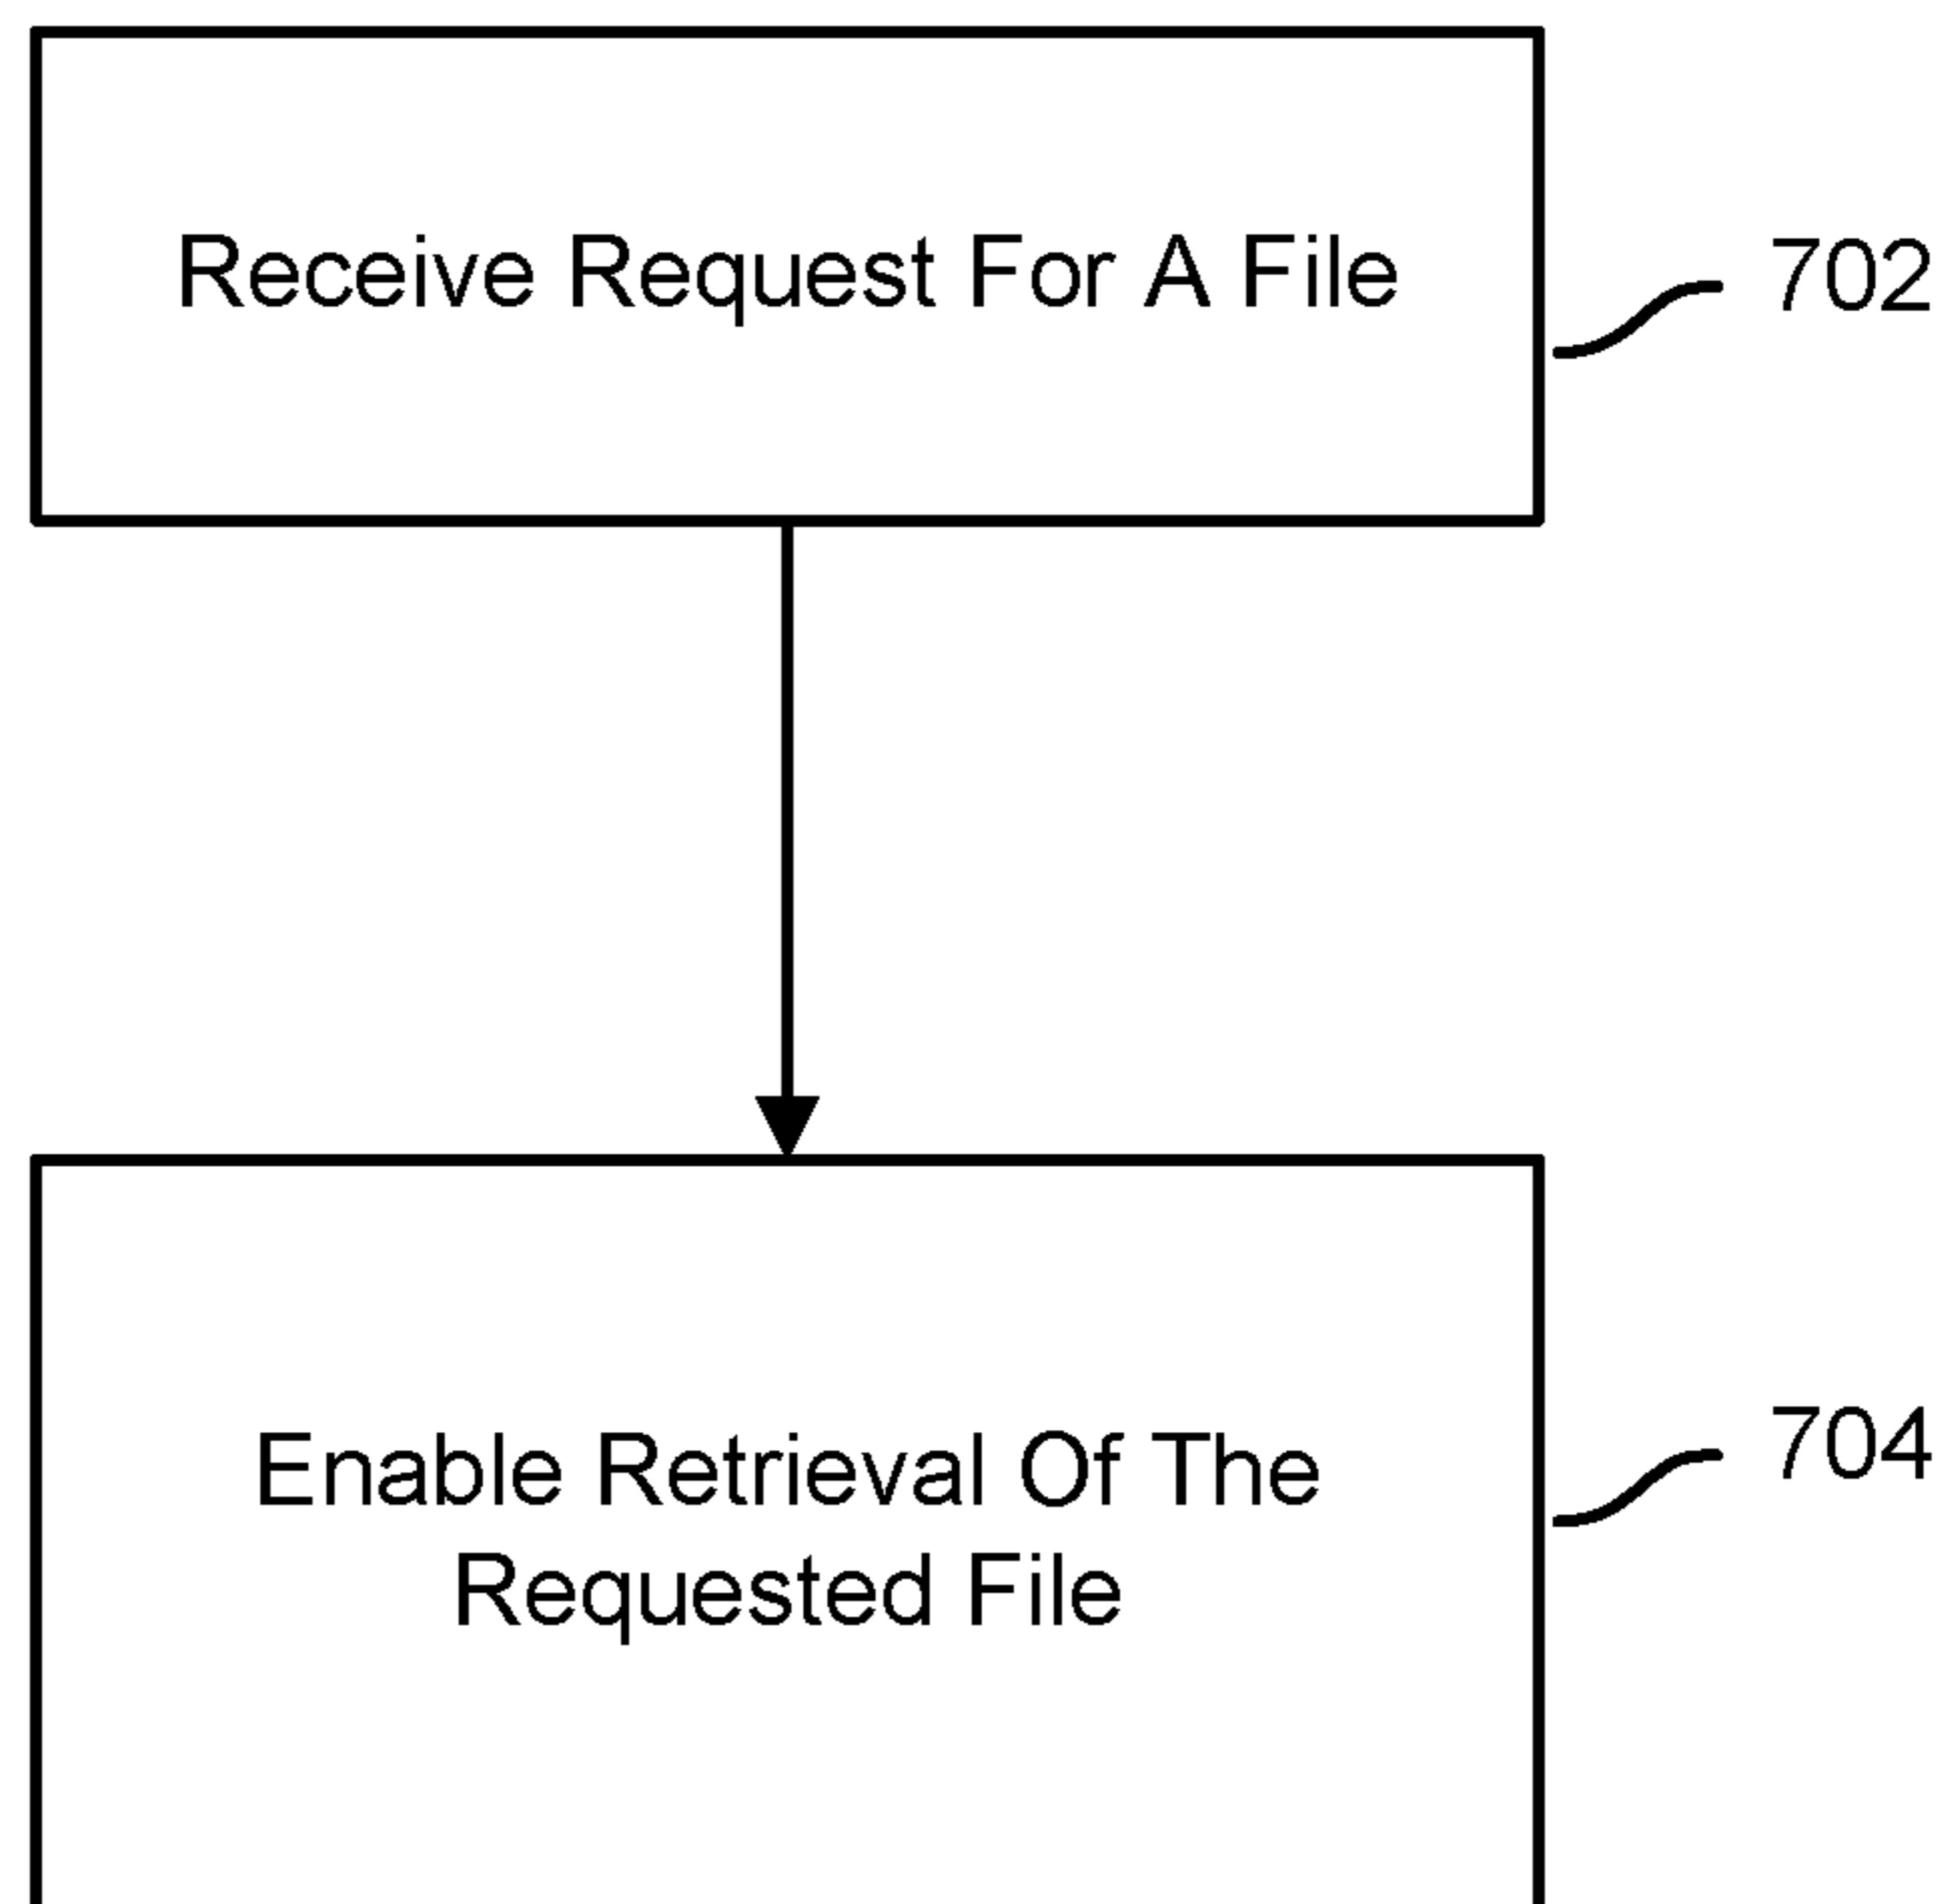 Receive Request For A File
702
Enable Retrieval Of The
Requested File
704